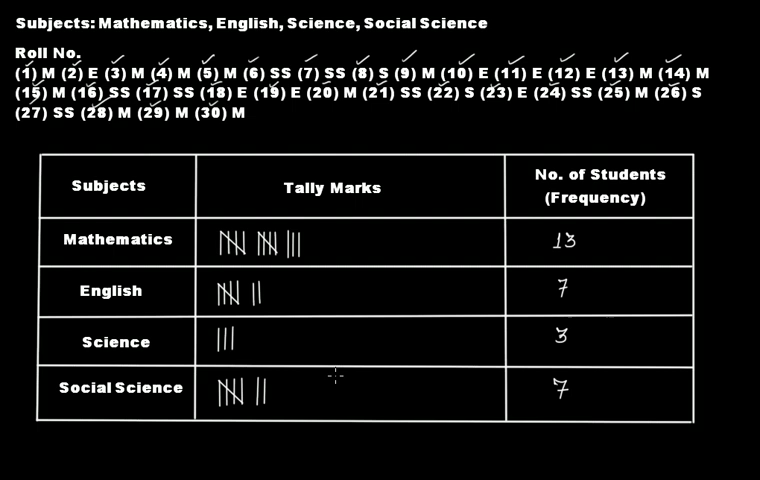 Subjects: Mathematics, English, Science, Social Science
Roll No.
(1) M (2) E (3) M (4) M (5) M (6) SS (7) SS (8) S (9) M (10) E (11) E (12) E (13) M (14) M
(15) M (16) SS (17) SS (18) E (19) E (20) M (21) SS (22) S (23) E (24) SS (25) M (26) S
(27) SS (28) M (29) M (30) M
Subjects Tally Marks No. of Students
(Frequency)
Mathematics 13
English 7
Science 3
Social Science 7